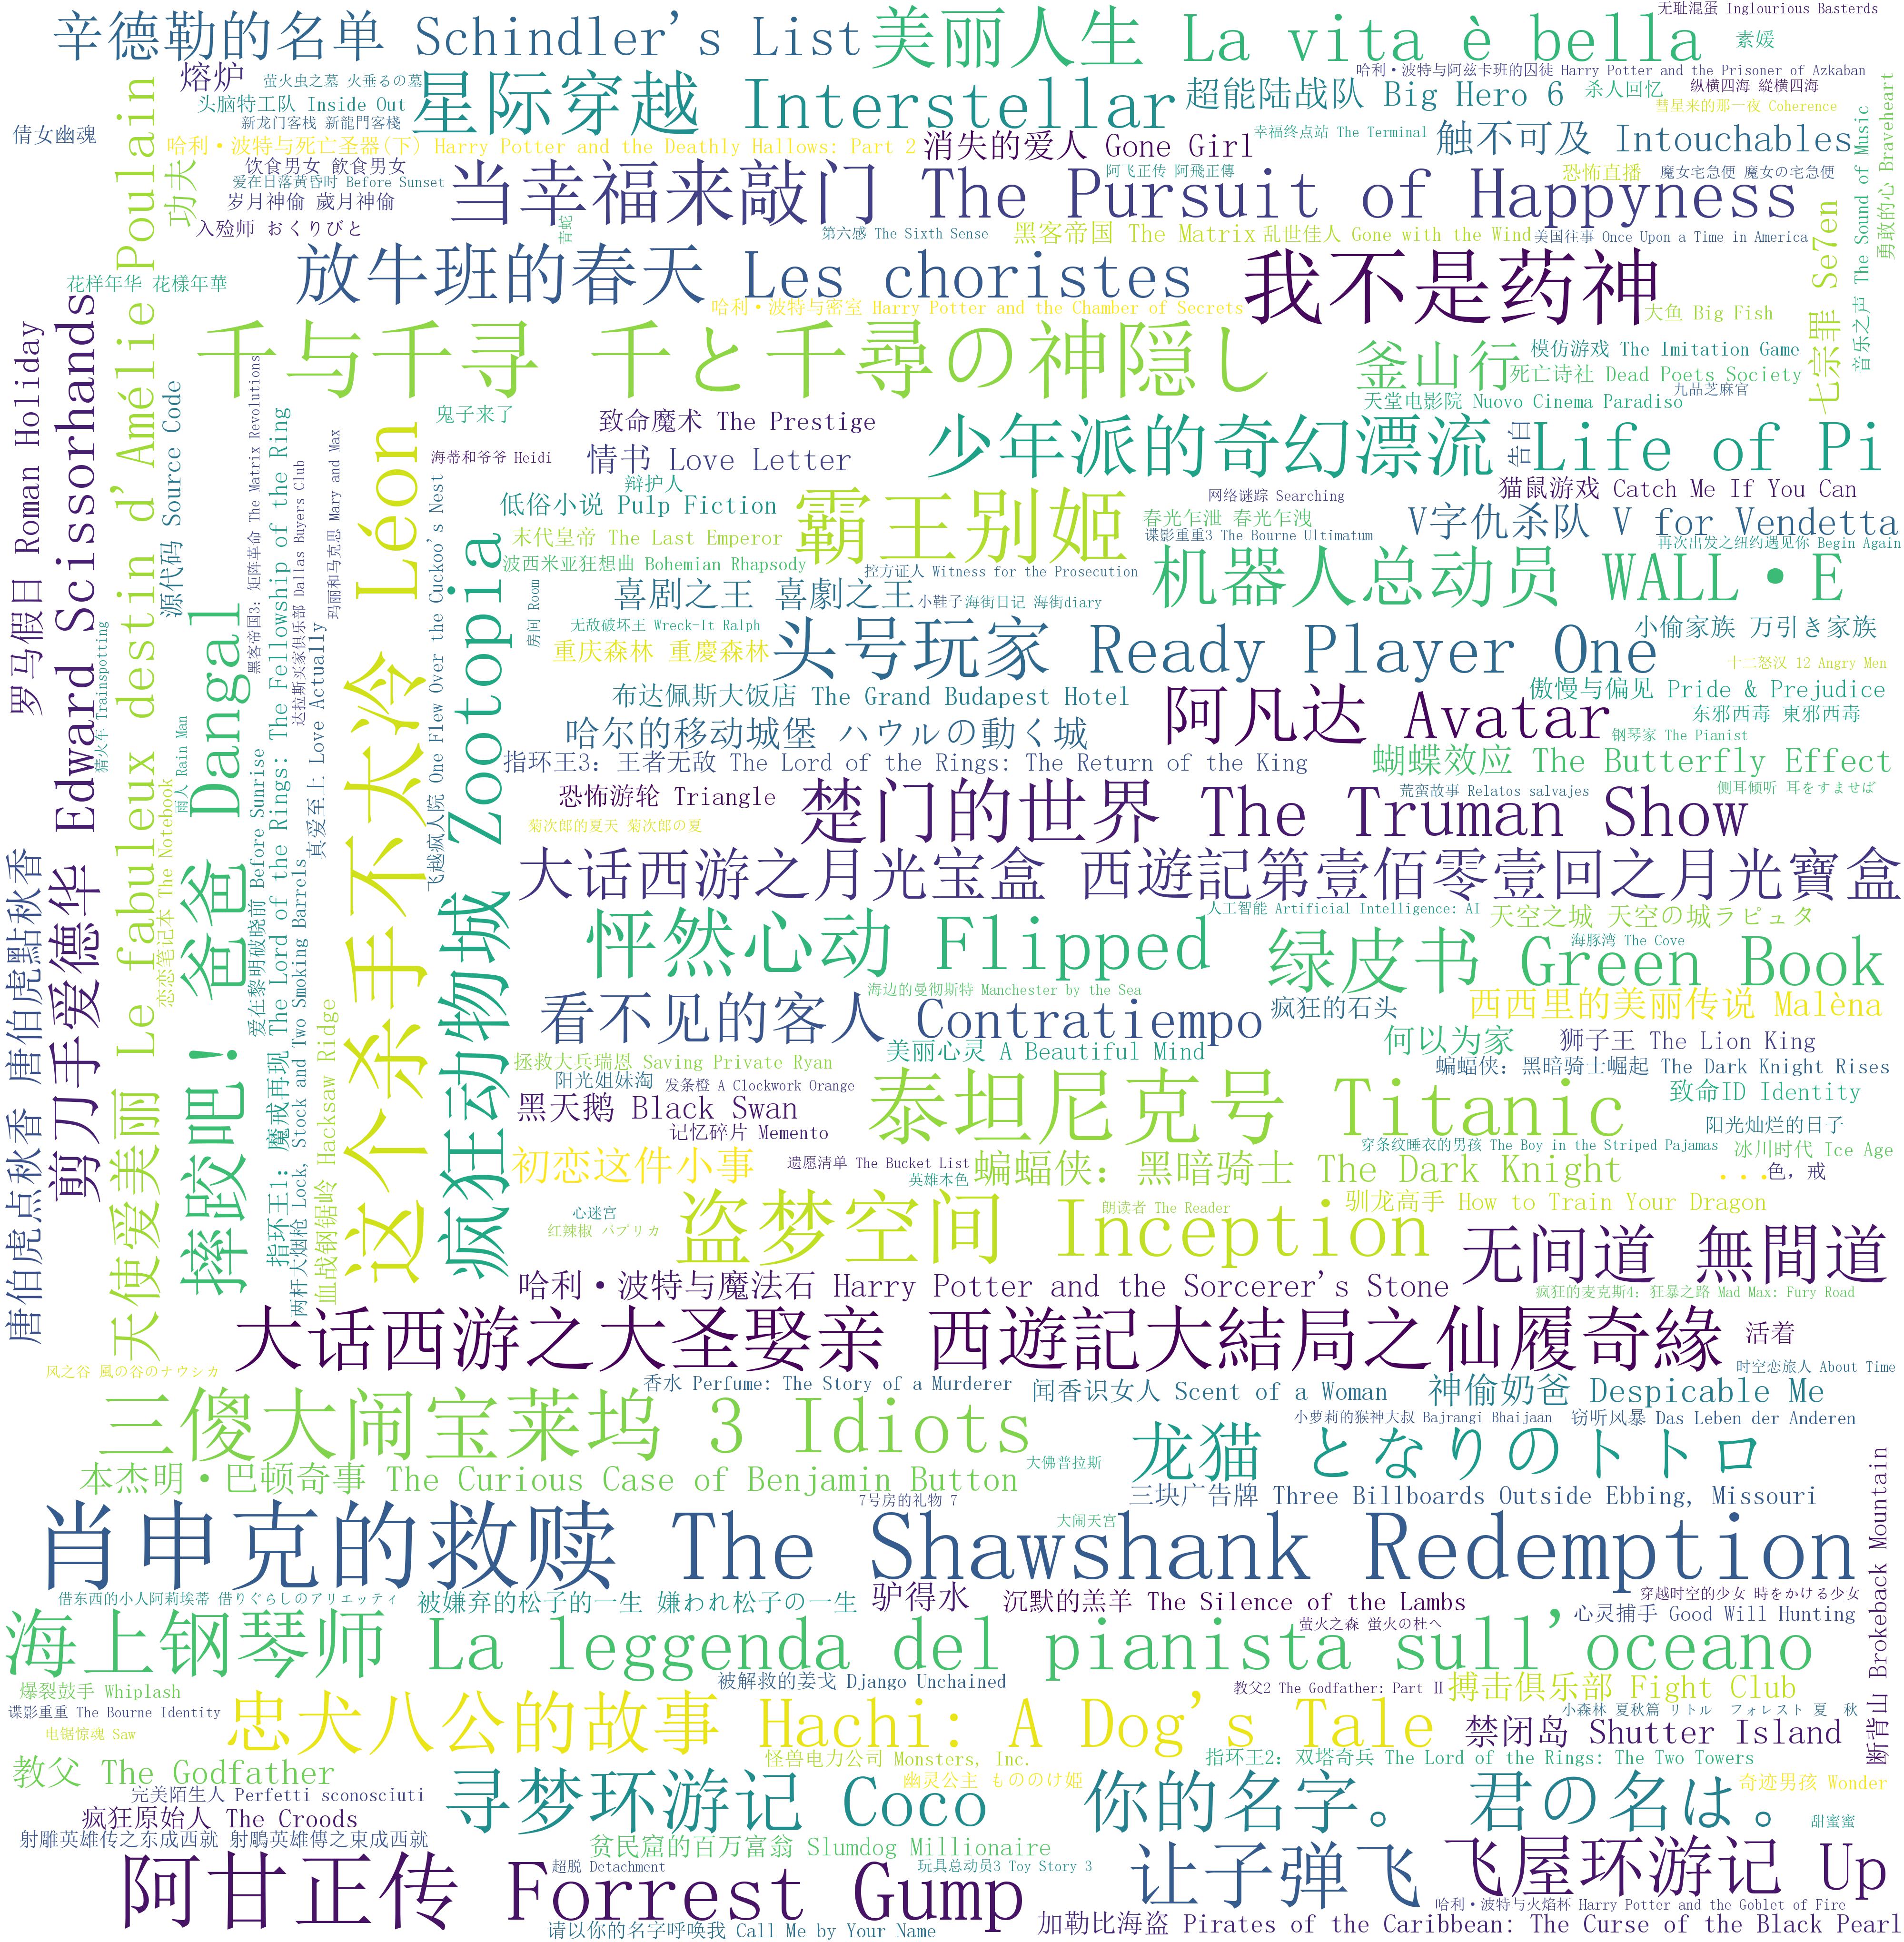 无耻混蛋 Inglourious Basterds
辛德勒的名单 Schindler's List
美丽人生 La vita è bella
素媛
熔炉
萤火虫之墓 火垂るの墓
哈利·波特与阿兹卡班的囚徒 Harry Potter and the Prisoner of Azkaban
星际穿越 Interstellar
超能陆战队 Big Hero 6
杀人回忆
纵横四海 縱横四海
头脑特工队 Inside Out
彗星来的那一夜 Coherence
新龙门客栈 新龍門客棧
倩女幽魂
哈利·波特与死亡圣器(下) Harry Potter and the Deathly Hallows: Part 2
消失的爱人 Gone Girl
幸福终点站 The Terminal
触不可及 Intouchables
勇敢的心 Braveheart
音乐之声 The Sound of Music
功夫
饮食男女 飲食男女
爱在日落黄昏时 Before Sunset
当幸福来敲门 The Pursuit of Happyness
阿飞正传 阿飛正傳
恐怖直播
魔女宅急便 魔女の宅急便
岁月神偷 歲月神偷
入殓师 おくりびと
青蛇
第六感 The Sixth Sense
黑客帝国 The Matrix
乱世佳人 Gone with the Wind
美国往事 Once Upon a Time in America
七宗罪 Se7en
花样年华 花樣年華
放牛班的春天 Les choristes
我不是药神
哈利·波特与密室 Harry Potter and the Chamber of Secrets
大鱼 Big Fish
千与千寻 千と千尋の神隠し
釜山行
模仿游戏 The Imitation Game
死亡诗社 Dead Poets Society
九品芝麻官
天堂电影院 Nuovo Cinema Paradiso
罗马假日 Roman Holiday
剪刀手爱德华 Edward Scissorhands
天使爱美丽 Le fabuleux destin d'Amélie Poulain
源代码 Source Code
摔跤吧！爸爸 Dangal
黑客帝国3：矩阵革命 The Matrix Revolutions
指环王1：魔戒再现 The Lord of the Rings: The Fellowship of the Ring
达拉斯买家俱乐部 Dallas Buyers Club
玛丽和马克思 Mary and Max
这个杀手不太冷 Léon
鬼子来了
致命魔术 The Prestige
少年派的奇幻漂流 Life of Pi
告白
海蒂和爷爷 Heidi
情书 Love Letter
飞越疯人院 One Flew Over the Cuckoo's Nest
疯狂动物城 Zootopia
辩护人
低俗小说 Pulp Fiction
霸王别姬
网络谜踪 Searching
猫鼠游戏 Catch Me If You Can
春光乍泄 春光乍洩
V字仇杀队 V for Vendetta
末代皇帝 The Last Emperor
谍影重重3 The Bourne Ultimatum
再次出发之纽约遇见你 Begin Again
波西米亚狂想曲 Bohemian Rhapsody
控方证人 Witness for the Prosecution
机器人总动员 WALL·E
房间 Room
喜剧之王 喜劇之王
小鞋子
海街日记 海街diary
无敌破坏王 Wreck-It Ralph
头号玩家 Ready Player One
小偷家族 万引き家族
重庆森林 重慶森林
十二怒汉 12 Angry Men
猜火车 Trainspotting
真爱至上 Love Actually
布达佩斯大饭店 The Grand Budapest Hotel
阿凡达 Avatar
傲慢与偏见 Pride & Prejudice
东邪西毒 東邪西毒
雨人 Rain Man
哈尔的移动城堡 ハウルの動く城
钢琴家 The Pianist
指环王3：王者无敌 The Lord of the Rings: The Return of the King
蝴蝶效应 The Butterfly Effect
恋恋笔记本 The Notebook
爱在黎明破晓前 Before Sunrise
恐怖游轮 Triangle
楚门的世界 The Truman Show
荒蛮故事 Relatos salvajes
侧耳倾听 耳をすませば
菊次郎的夏天 菊次郎の夏
唐伯虎点秋香 唐伯虎點秋香
大话西游之月光宝盒 西遊記第壹佰零壹回之月光寶盒
两杆大烟枪 Lock, Stock and Two Smoking Barrels
人工智能 Artificial Intelligence: AI
天空之城 天空の城ラピュタ
怦然心动 Flipped
绿皮书 Green Book
海豚湾 The Cove
海边的曼彻斯特 Manchester by the Sea
看不见的客人 Contratiempo
疯狂的石头
西西里的美丽传说 Malèna
血战钢锯岭 Hacksaw Ridge
美丽心灵 A Beautiful Mind
何以为家
狮子王 The Lion King
拯救大兵瑞恩 Saving Private Ryan
蝙蝠侠：黑暗骑士崛起 The Dark Knight Rises
阳光姐妹淘
发条橙 A Clockwork Orange
泰坦尼克号 Titanic
致命ID Identity
黑天鹅 Black Swan
记忆碎片 Memento
阳光灿烂的日子
穿条纹睡衣的男孩 The Boy in the Striped Pajamas
冰川时代 Ice Age
初恋这件小事
遗愿清单 The Bucket List
英雄本色
蝙蝠侠：黑暗骑士 The Dark Knight
...
色，戒
心迷宫
红辣椒 パプリカ
盗梦空间 Inception
朗读者 The Reader
驯龙高手 How to Train Your Dragon
无间道 無間道
哈利·波特与魔法石 Harry Potter and the Sorcerer's Stone
疯狂的麦克斯4：狂暴之路 Mad Max: Fury Road
大话西游之大圣娶亲 西遊記大結局之仙履奇緣
活着
风之谷 風の谷のナウシカ
时空恋旅人 About Time
香水 Perfume: The Story of a Murderer
闻香识女人 Scent of a Woman
神偷奶爸 Despicable Me
三傻大闹宝莱坞 3 Idiots
小萝莉的猴神大叔 Bajrangi Bhaijaan
窃听风暴 Das Leben der Anderen
龙猫 となりのトトロ
本杰明·巴顿奇事 The Curious Case of Benjamin Button
大佛普拉斯
三块广告牌 Three Billboards Outside Ebbing, Missouri
7号房的礼物 7
肖申克的救赎 The Shawshank Redemption
大闹天宫
断背山 Brokeback Mountain
借东西的小人阿莉埃蒂 借りぐらしのアリエッティ
被嫌弃的松子的一生 嫌われ松子の一生
驴得水
沉默的羔羊 The Silence of the Lambs
穿越时空的少女 時をかける少女
心灵捕手 Good Will Hunting
海上钢琴师 La leggenda del pianista sull'oceano
萤火之森 蛍火の杜へ
被解救的姜戈 Django Unchained
爆裂鼓手 Whiplash
教父2 The Godfather: Part Ⅱ
搏击俱乐部 Fight Club
谍影重重 The Bourne Identity
忠犬八公的故事 Hachi: A Dog's Tale
小森林 夏秋篇 リトル・フォレスト 夏・秋
电锯惊魂 Saw
禁闭岛 Shutter Island
教父 The Godfather
怪兽电力公司 Monsters, Inc.
指环王2：双塔奇兵 The Lord of the Rings: The Two Towers
完美陌生人 Perfetti sconosciuti
寻梦环游记 Coco
幽灵公主 もののけ姫
你的名字。 君の名は。
奇迹男孩 Wonder
疯狂原始人 The Croods
甜蜜蜜
射雕英雄传之东成西就 射鵰英雄傳之東成西就
贫民窟的百万富翁 Slumdog Millionaire
阿甘正传 Forrest Gump
超脱 Detachment
玩具总动员3 Toy Story 3
让子弹飞
飞屋环游记 Up
哈利·波特与火焰杯 Harry Potter and the Goblet of Fire
请以你的名字呼唤我 Call Me by Your Name
加勒比海盗 Pirates of the Caribbean: The Curse of the Black Pearl